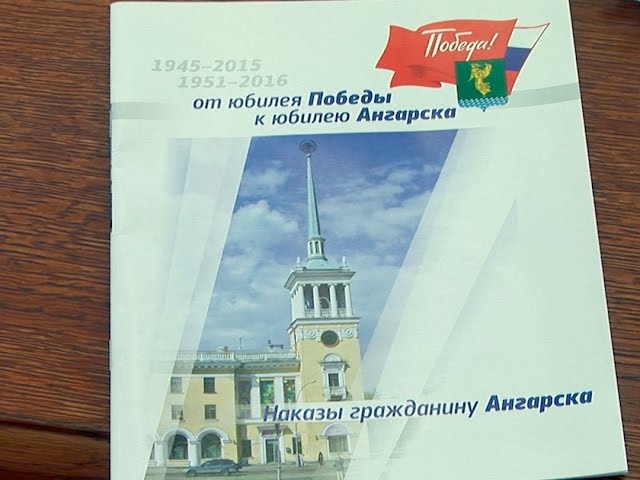 Победа!
1945–2015
1951–2016
от юбилея Победы
к юбилею Ангарска
Наказы гражданину Ангарска